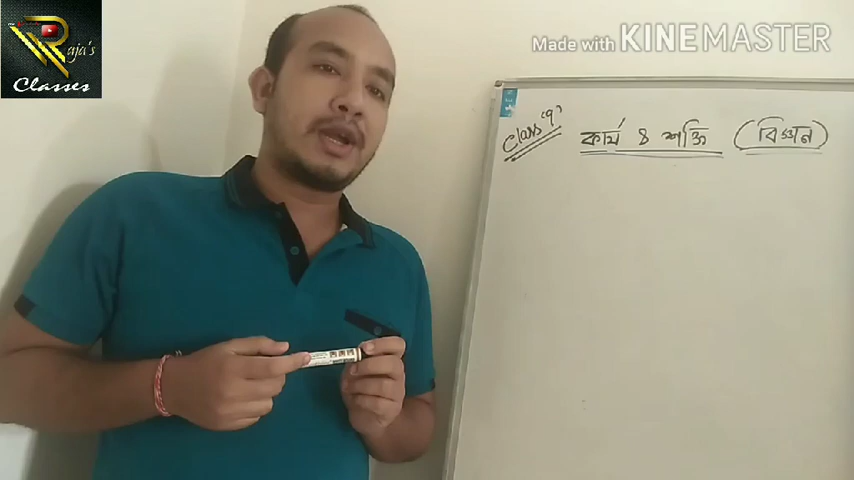 Raja's
Classes
Made with KINEMASTER
Class "9"
কার্য ও শক্তি (বিজ্ঞান)